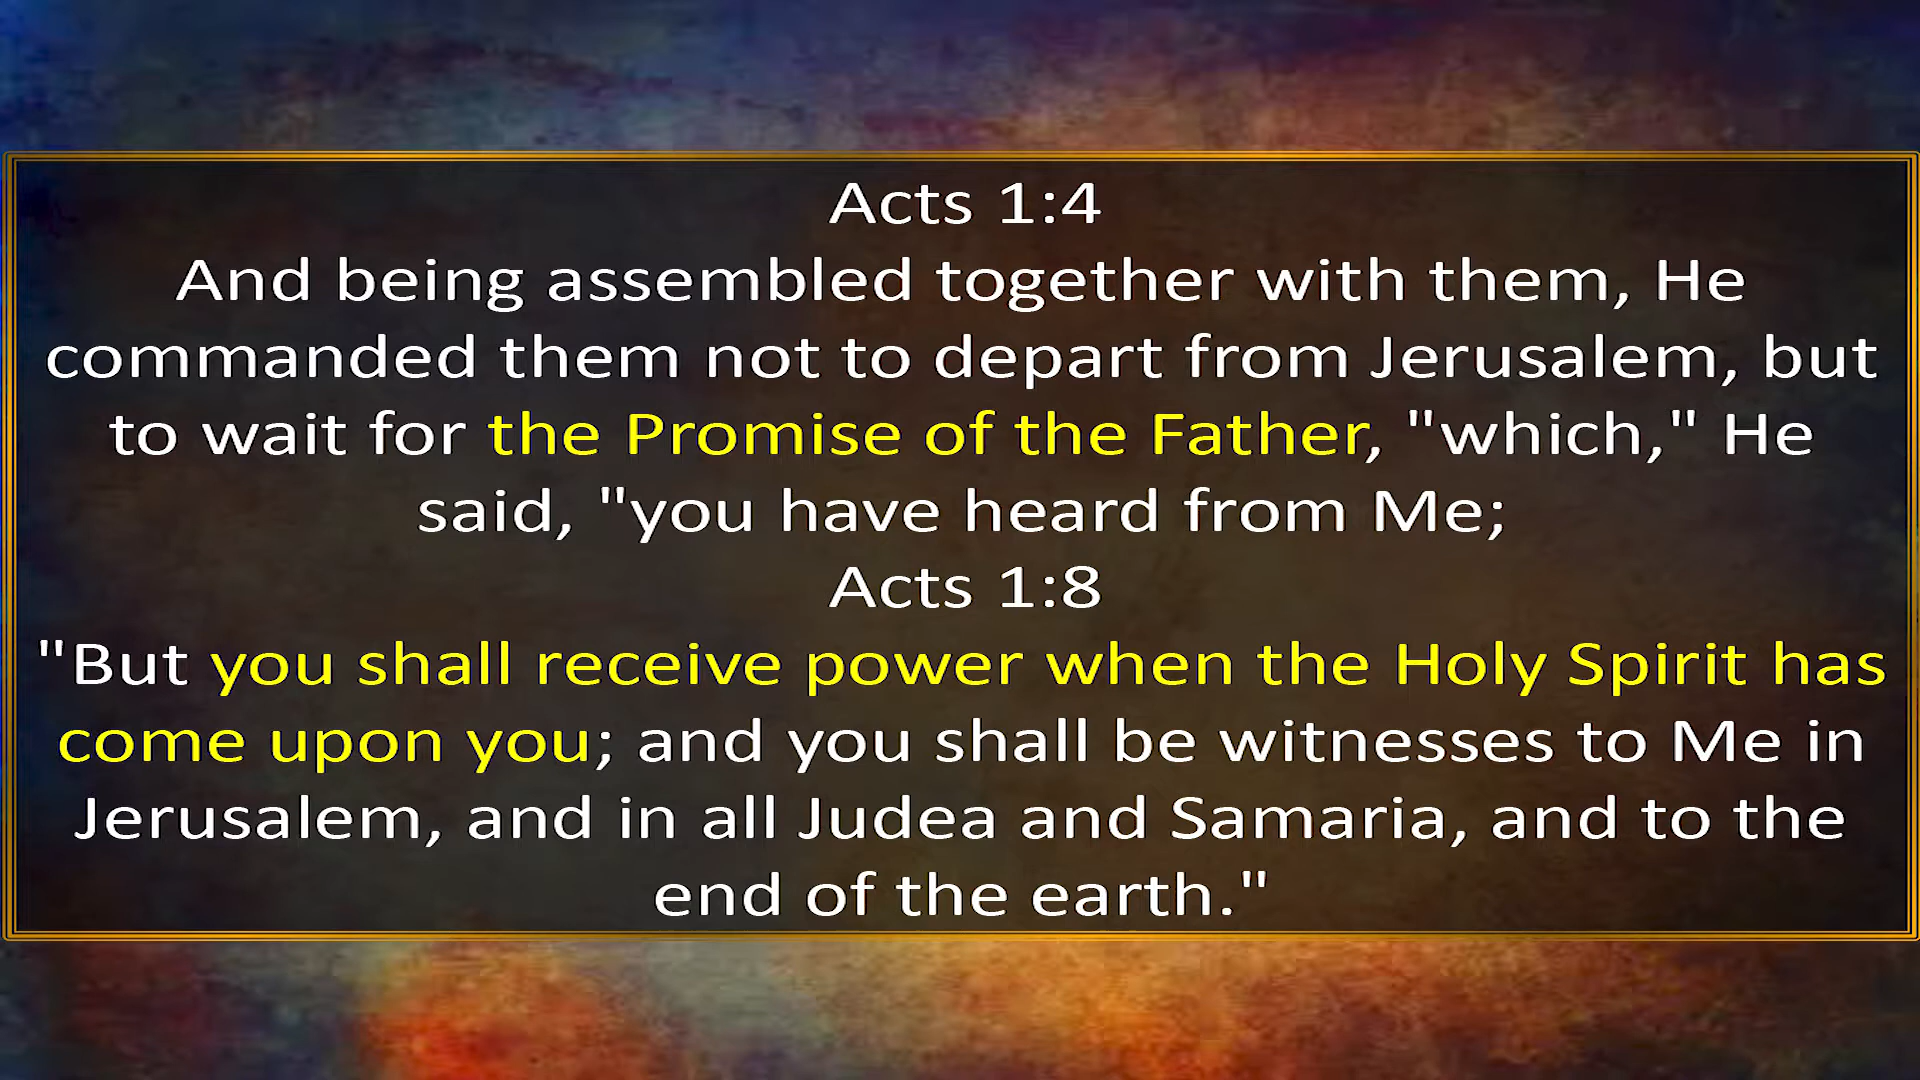 Acts 1:4
And being assembled together with them, He
commanded them not to depart from Jerusalem, but
to wait for the Promise of the Father, "which," He
said, "you have heard from Me;
Acts 1:8
"But you shall receive power when the Holy Spirit has
come upon you; and you shall be witnesses to Me in
Jerusalem, and in all Judea and Samaria, and to the
end of the earth."